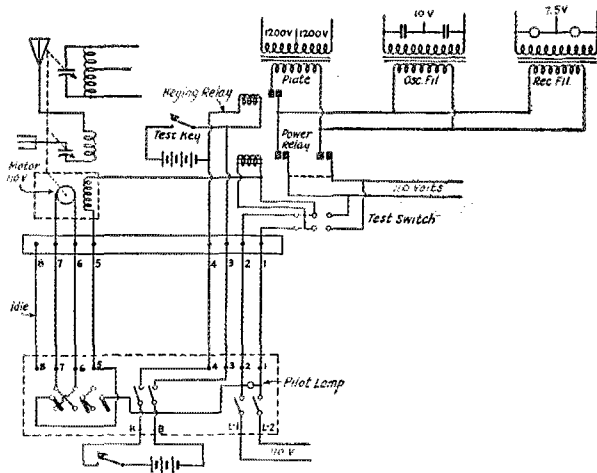 10 V
7.5V
1200V 1200V
Plate
Osc. Fil
Rec Fil.
Keying Relay
Test Key
Power
Relay
110 Volts
Motor
110 V
Test Switch
8 7 6 5 4 3 2 1
Idle
8 7 6 5 4 3 2 1
Pilot Lamp
K B L-1 L-2
110 V